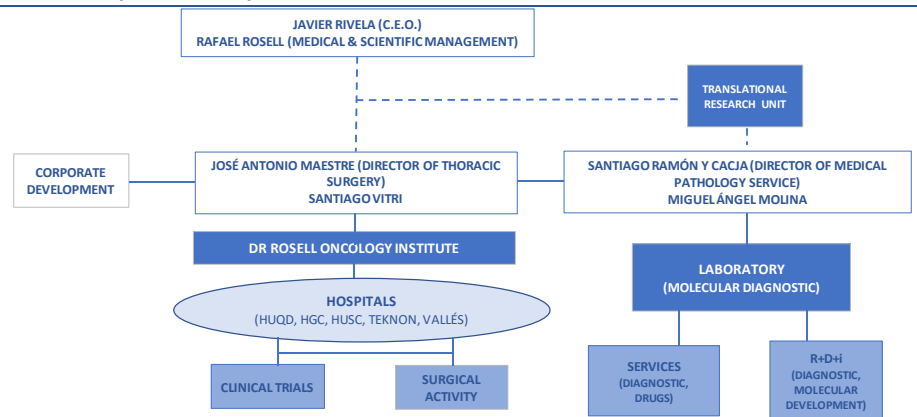 JAVIER RIVELA (C.E.O.)
RAFAEL ROSELL (MEDICAL & SCIENTIFIC MANAGEMENT)
TRANSLATIONAL
RESEARCH UNIT
CORPORATE
DEVELOPMENT
JOSÉ ANTONIO MAESTRE (DIRECTOR OF THORACIC
SURGERY)
SANTIAGO VITRI
SANTIAGO RAMÓN Y CACJA (DIRECTOR OF MEDICAL
PATHOLOGY SERVICE)
MIGUEL ÁNGEL MOLINA
DR ROSELL ONCOLOGY INSTITUTE
LABORATORY
(MOLECULAR DIAGNOSTIC)
HOSPITALS
(HUQD, HGC, HUSC, TEKNON, VALLÉS)
CLINICAL TRIALS
SURGICAL
ACTIVITY
SERVICES
(DIAGNOSTIC,
DRUGS)
R+D+i
(DIAGNOSTIC,
MOLECULAR
DEVELOPMENT)